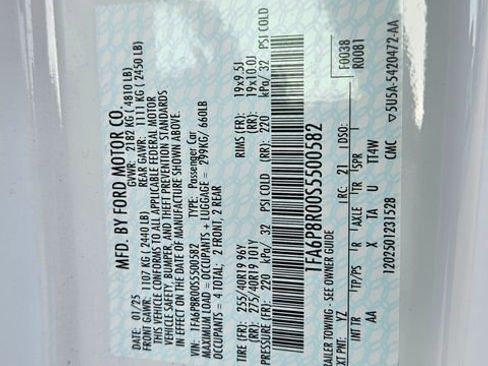 MFD. BY FORD MOTOR CO.
DATE: 01/25 GVWR: 2182 KG ( 4810 LB)
FRONT GAWR: 1107 KG ( 2440 LB) REAR GAWR: 1111 KG ( 2450 LB)
THIS VEHICLE CONFORMS TO ALL APPLICABLE FEDERAL MOTOR
VEHICLE SAFETY, BUMPER, AND THEFT PREVENTION STANDARDS
IN EFFECT ON THE DATE OF MANUFACTURE SHOWN ABOVE.
VIN: 1FA6P8R00S5500582 TYPE: Passenger Car
MAXIMUM LOAD = OCCUPANTS + LUGGAGE = 299KG/ 660LB
OCCUPANTS = 4 TOTAL; 2 FRONT, 2 REAR
TIRE (FR): 255/40R19 96Y RIMS (FR): 19x9.5J
(RR): 275/40R19 101Y (RR): 19x10.0J
PRESSURE (FR): 220 kPa/ 32 PSI COLD (RR): 220 kPa/ 32 PSI COLD
1FA6P8R00S5500582
F0038
R0081
TRAILER TOWING - SEE OWNER GUIDE
EXT PNT: YZ RC: 21 DSO:
INT TR TP/PS R AXLE TR SPR
AA X TA U TT4W
1202501231528 CMC 5U5A-5420472-AA